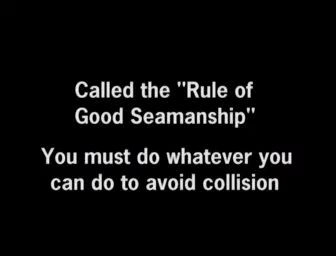 Called the "Rule of
Good Seamanship"
You must do whatever you
can do to avoid collision